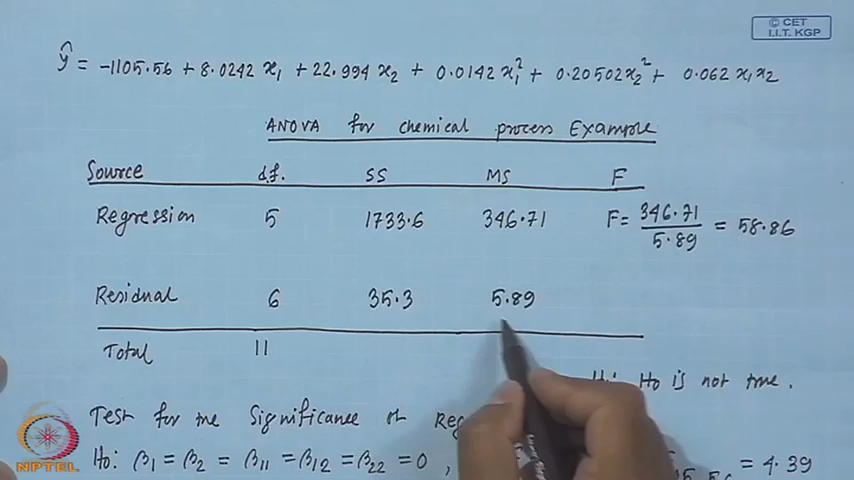 © CET
I.I.T. KGP
ŷ = -1105.56 + 8.0242 x₁ + 22.994 x₂ + 0.0142 x₁² + 0.20502 x₂² + 0.062 x₁x₂
ANOVA for chemical process Example
Source d.f. SS MS F
Regression 5 1733.6 346.71 F = 346.71 / 5.89 = 58.86
Residual 6 35.3 5.89
Total 11
H₁: H₀ is not true.
Test for the Significance of
H₀: β₁ = β₂ = β₁₁ = β₁₂ = β₂₂ = 0, = 4.39
NPTEL